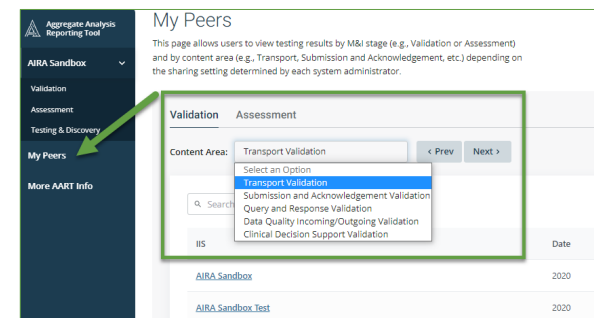 Aggregate Analysis
Reporting Tool
AIRA Sandbox
Validation
Assessment
Testing & Discovery
My Peers
More AART Info
My Peers
This page allows users to view testing results by M&I stage (e.g., Validation or Assessment)
and by content area (e.g., Transport, Submission and Acknowledgement, etc.) depending on
the sharing setting determined by each system administrator.
Validation Assessment
Content Area: Transport Validation ‹ Prev Next ›
Select an Option
Transport Validation
Submission and Acknowledgement Validation
Query and Response Validation
Data Quality Incoming/Outgoing Validation
Clinical Decision Support Validation
Search
IIS Date
AIRA Sandbox 2020
AIRA Sandbox Test 2020